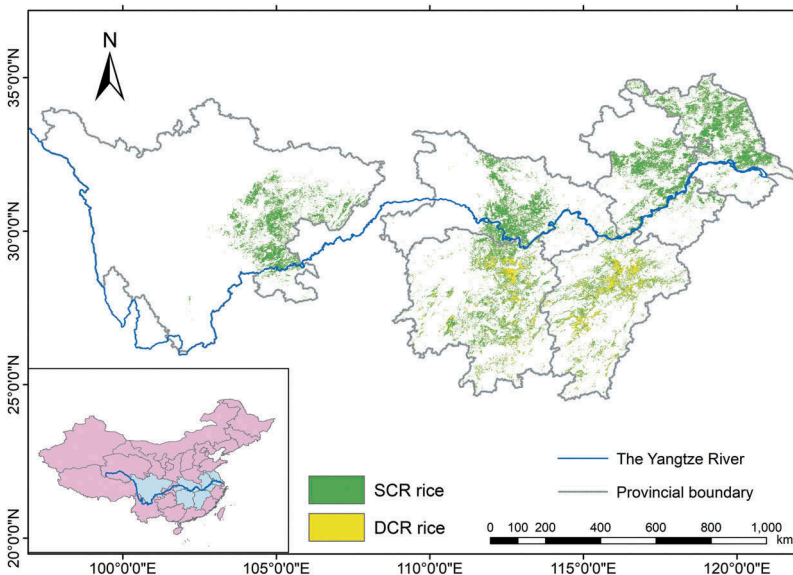 N
35°0'0"N
30°0'0"N
25°0'0"N
20°0'0"N
SCR rice
DCR rice
The Yangtze River
Provincial boundary
0 100 200 400 600 800 1,000
km
100°0'0"E 105°0'0"E 110°0'0"E 115°0'0"E 120°0'0"E